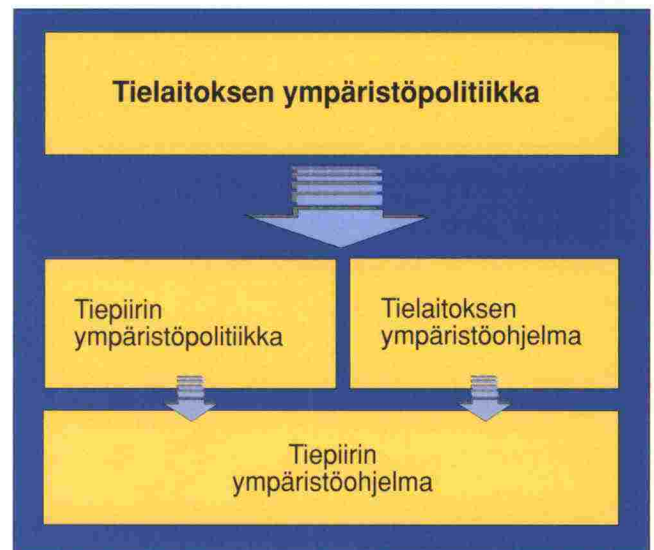 Tielaitoksen ympäristöpolitiikka
Tiepiirin
ympäristöpolitiikka
Tielaitoksen
ympäristöohjelma
Tiepiirin
ympäristöohjelma